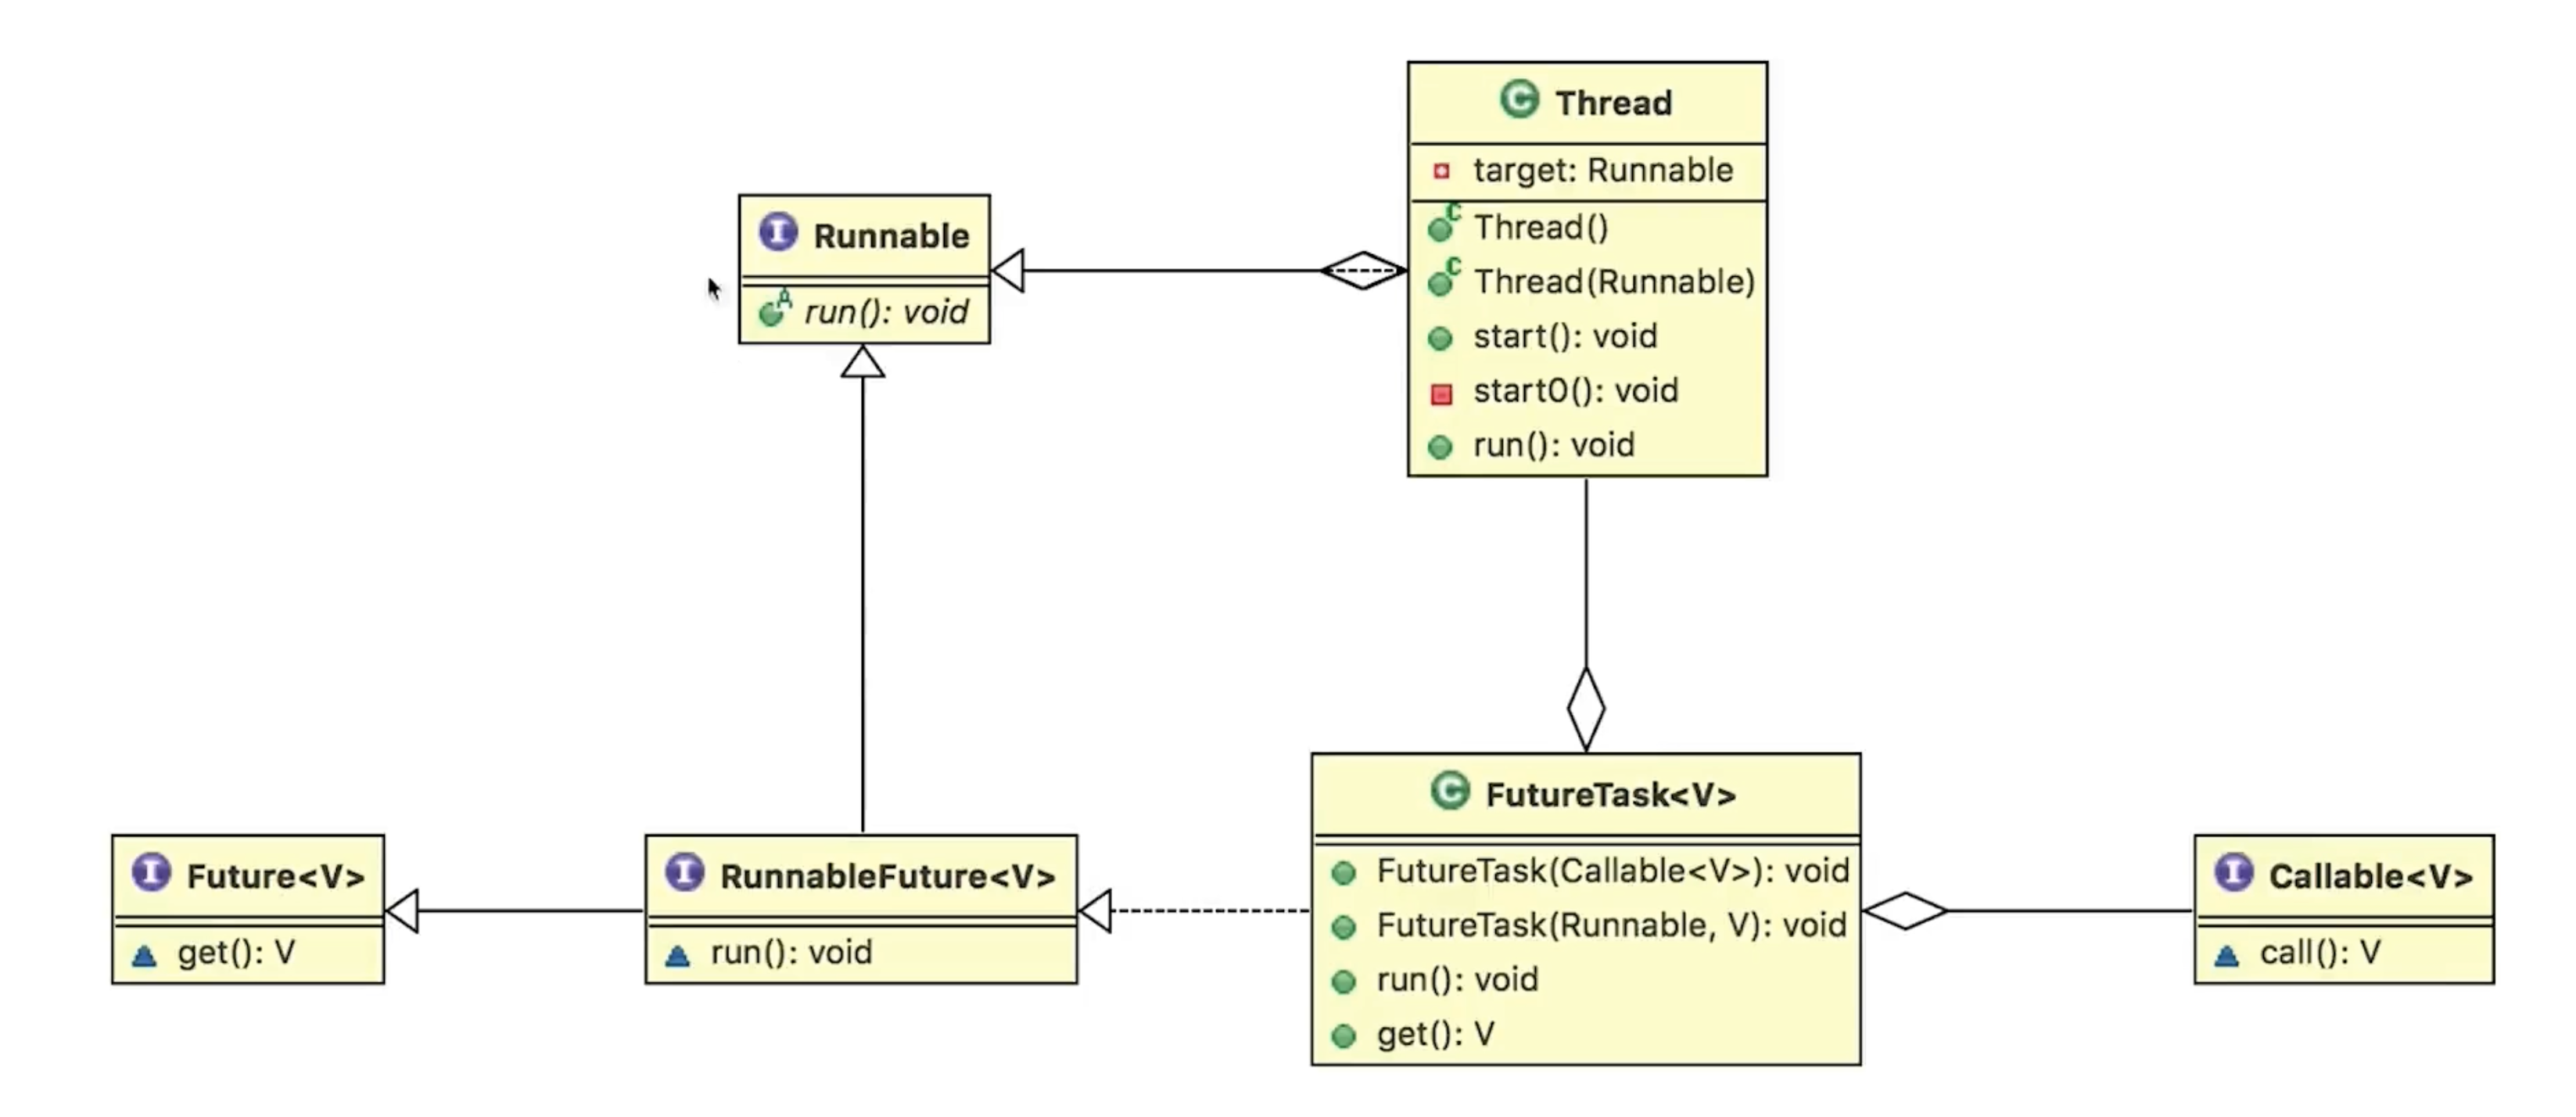 Thread
target: Runnable
Thread()
Thread(Runnable)
start(): void
start0(): void
run(): void
Runnable
run(): void
Future<V>
get(): V
RunnableFuture<V>
run(): void
FutureTask<V>
FutureTask(Callable<V>): void
FutureTask(Runnable, V): void
run(): void
get(): V
Callable<V>
call(): V